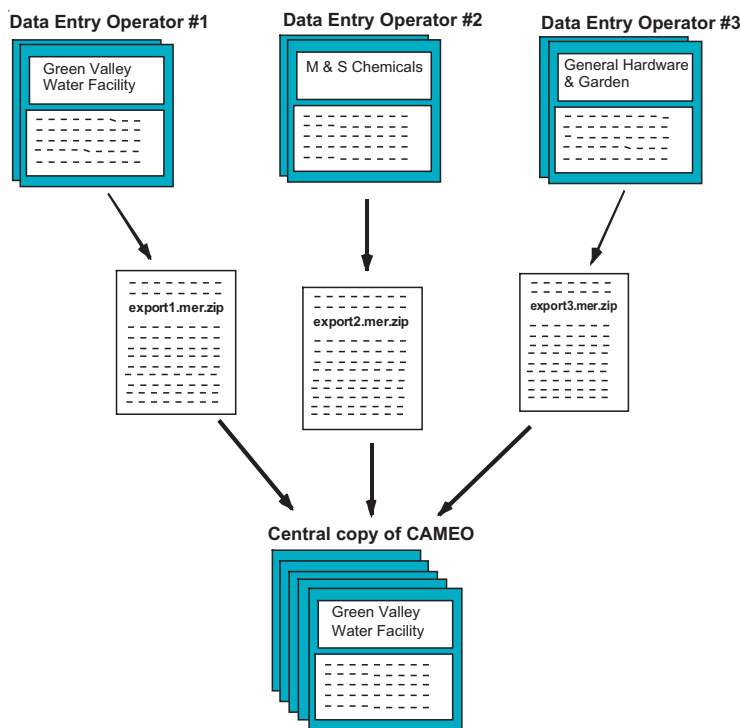 Data Entry Operator #1
Data Entry Operator #2
Data Entry Operator #3
Green Valley
Water Facility
M & S Chemicals
General Hardware
& Garden
export1.mer.zip
export2.mer.zip
export3.mer.zip
Central copy of CAMEO
Green Valley
Water Facility